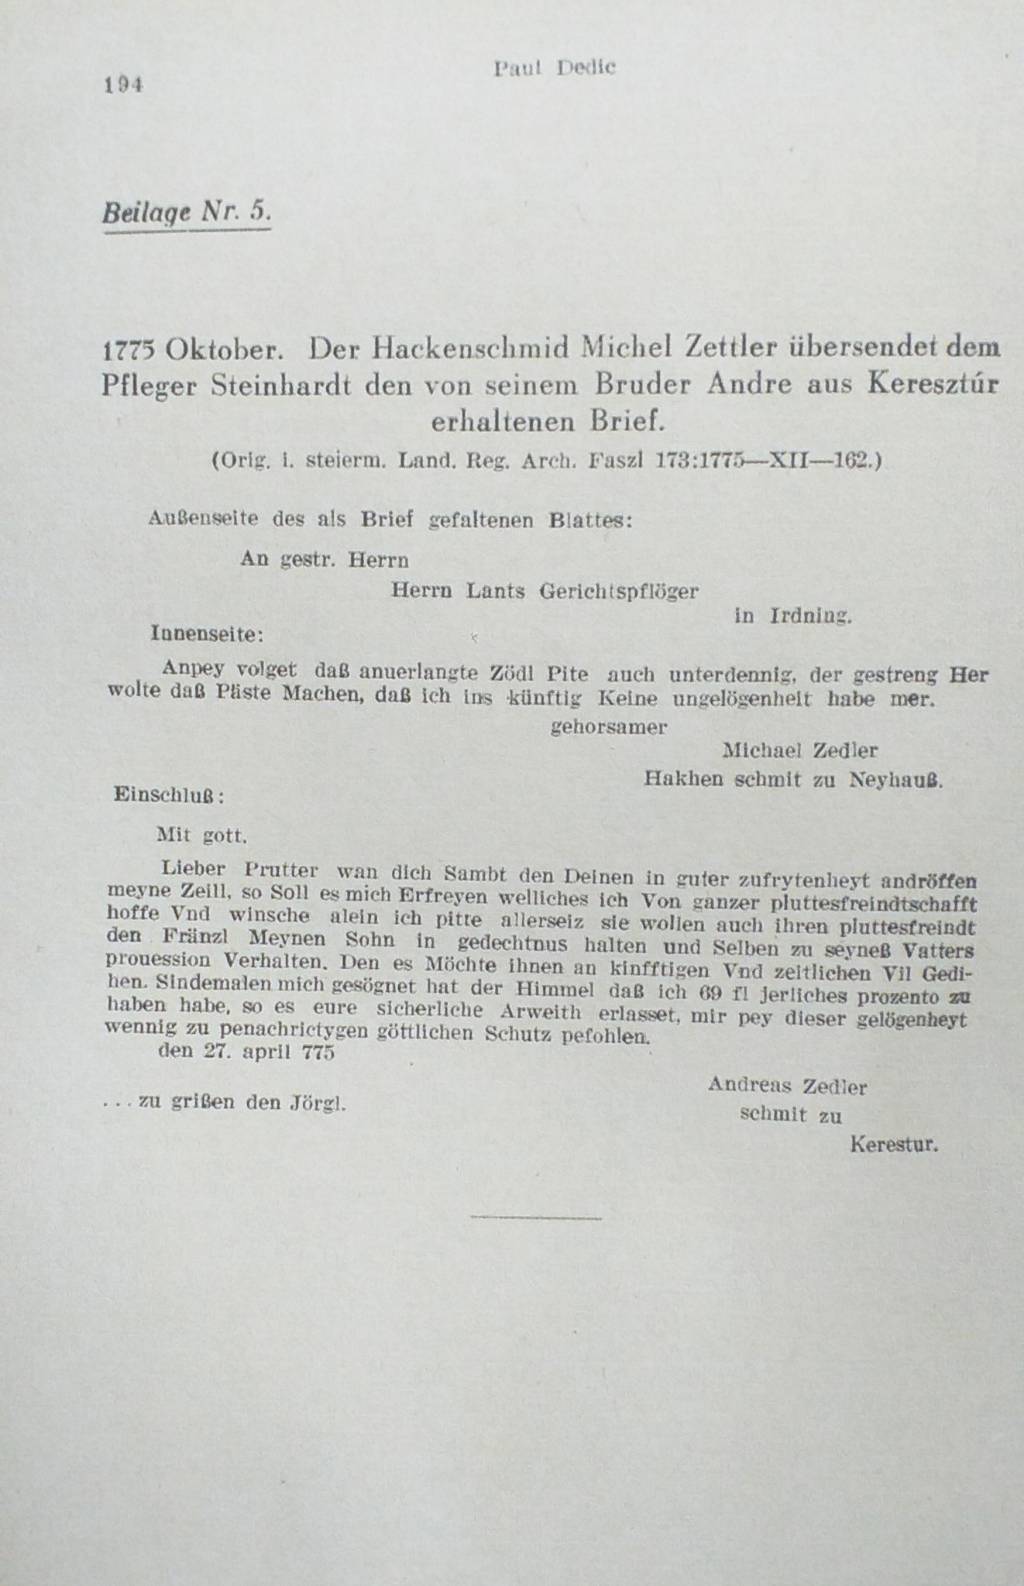 194
Paul Dedic
Beilage Nr. 5.
1775 Oktober. Der Hackenschmid Michel Zettler übersendet dem
Pfleger Steinhardt den von seinem Bruder Andre aus Keresztúr
erhaltenen Brief.
(Orig. i. steierm. Land. Reg. Arch. Faszl 173:1775—XII—162.)
Außenseite des als Brief gefaltenen Blattes:
An gestr. Herrn
Herrn Lants Gerichtspflöger
in Irdning.
Innenseite:
Anpey volget daß anuerlangte Zödl Pite auch unterdennig, der gestreng Her
wolte daß Päste Machen, daß ich ins künftig Keine ungelögenheit habe mer.
gehorsamer
Michael Zedler
Hakhen schmit zu Neyhauß.
Einschluß:
Mit gott.
Lieber Prutter wan dich Sambt den Deinen in guter zufrytenheyt andröffen
meyne Zeill, so Soll es mich Erfreyen welliches ich Von ganzer pluttesfreindtschafft
hoffe Vnd winsche alein ich pitte allerseiz sie wollen auch ihren pluttesfreindt
den Fränzl Meynen Sohn in gedechtnus halten und Selben zu seyneß Vatters
prouession Verhalten. Den es Möchte ihnen an kinfftigen Vnd zeitlichen Vil Gedi-
hen. Sindemalen mich gesögnet hat der Himmel daß ich 69 fl jerliches prozento zu
haben habe, so es eure sicherliche Arweith erlasset, mir pey dieser gelögenheyt
wennig zu penachrictygen göttlichen Schutz pefohlen.
den 27. april 775
Andreas Zedler
... zu grißen den Jörgl.
schmit zu
Kerestur.